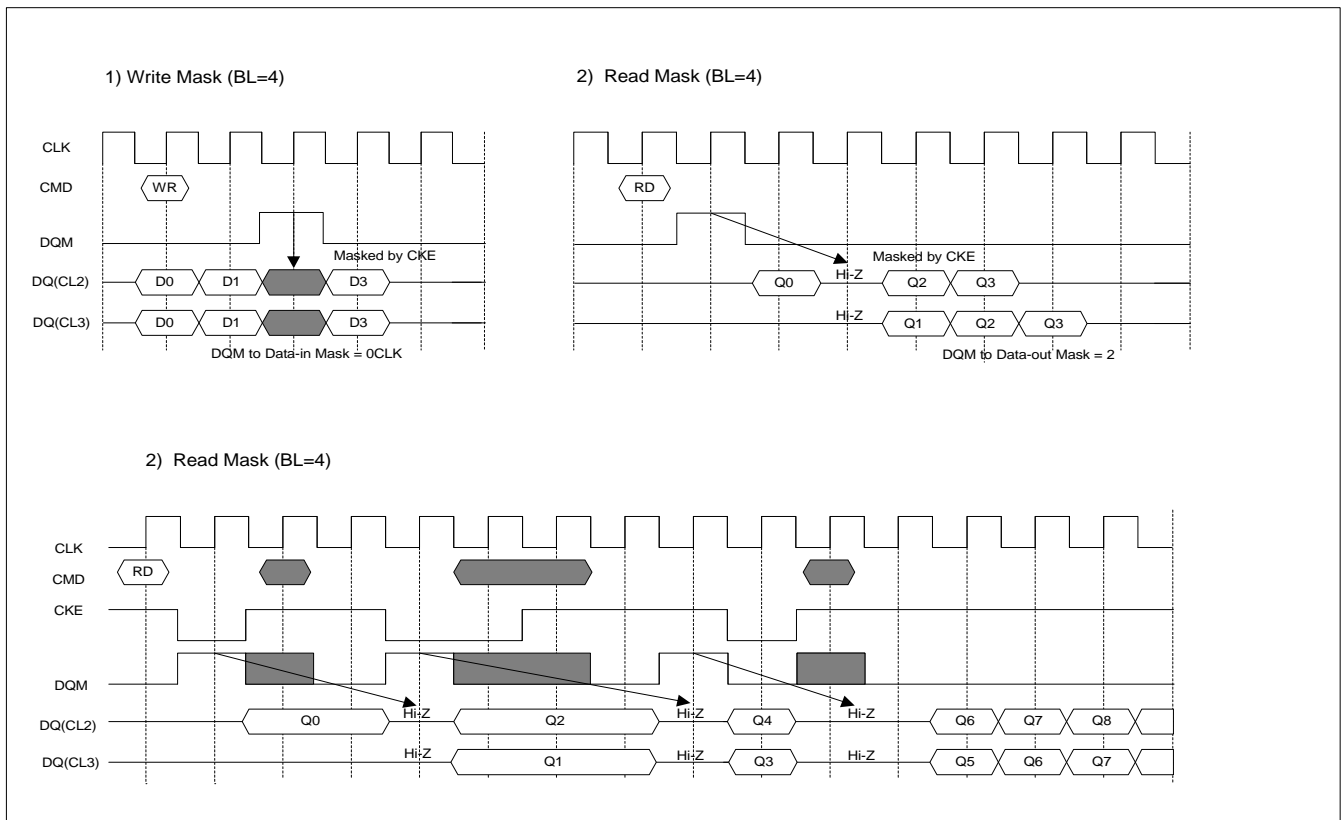 1) Write Mask (BL=4)
2) Read Mask (BL=4)
CLK
CMD WR
DQM
Masked by CKE
DQ(CL2) D0 D1 D3
DQ(CL3) D0 D1 D3
DQM to Data-in Mask = 0CLK
RD
Masked by CKE
Hi-Z
Q0 Q2 Q3
Hi-Z
Q1 Q2 Q3
DQM to Data-out Mask = 2
2) Read Mask (BL=4)
CLK
CMD RD
CKE
DQM
DQ(CL2) Q0 Hi-Z Q2 Hi-Z Q4 Hi-Z Q6 Q7 Q8
DQ(CL3) Hi-Z Q1 Hi-Z Q3 Hi-Z Q5 Q6 Q7